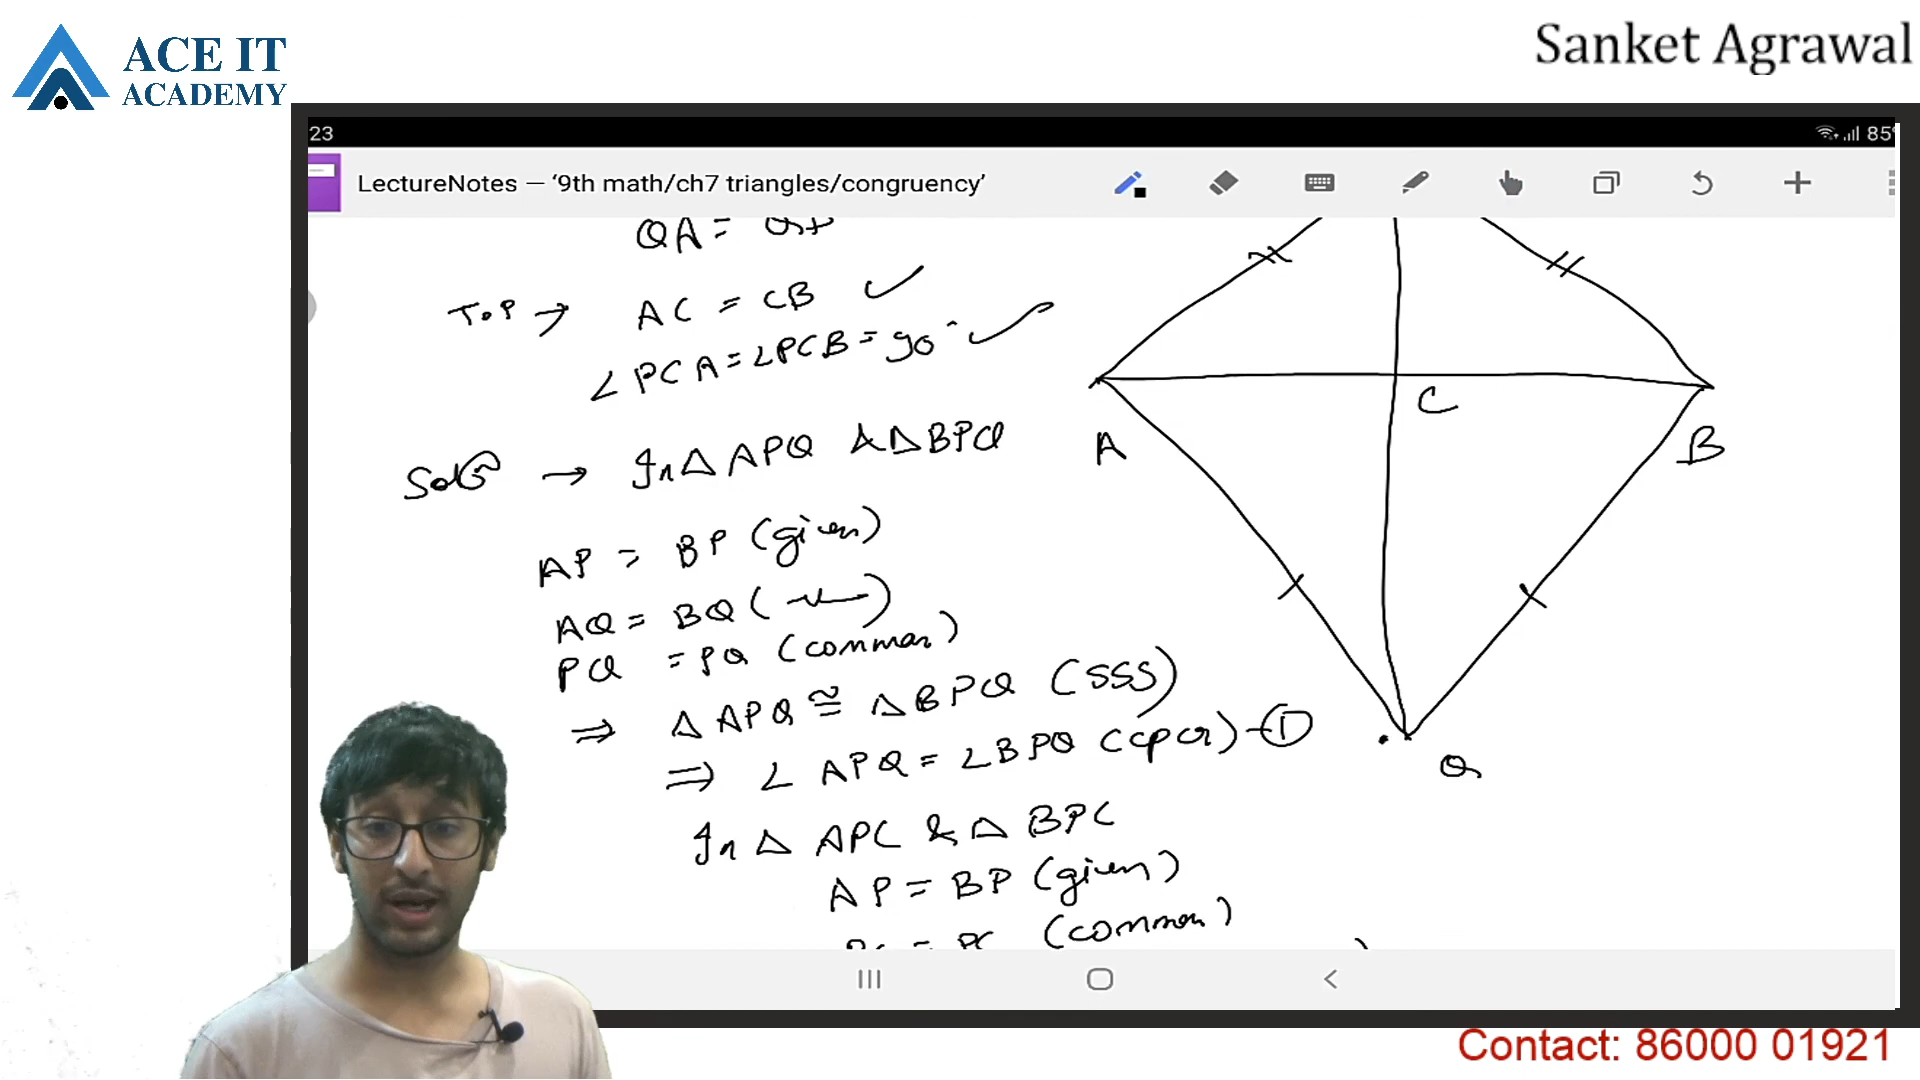 ACE IT
ACADEMY
Sanket Agrawal
23
85
LectureNotes — ‘9th math/ch7 triangles/congruency’
QA =
T.P → AC = CB ✓
∠PCA = ∠PCB = 90° ✓
Sol → In △ APQ & △ BPQ
AP = BP (given)
AQ = BQ
PQ = PQ (common)
⇒ △ APQ ≅ △ BPQ (SSS)
⇒ ∠ APQ = ∠ BPQ (cpct) - ①
In △ APC & △ BPC
AP = BP (given)
PC = PC (common)
A
B
C
Q
Contact: 86000 01921